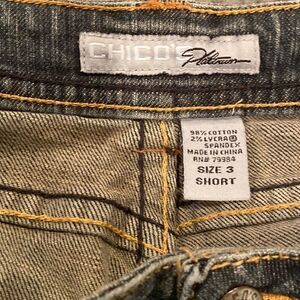 CHICO'S Platinum
98% COTTON
2% LYCRA®
SPANDEX
MADE IN CHINA
RN# 79984
SIZE 3
SHORT